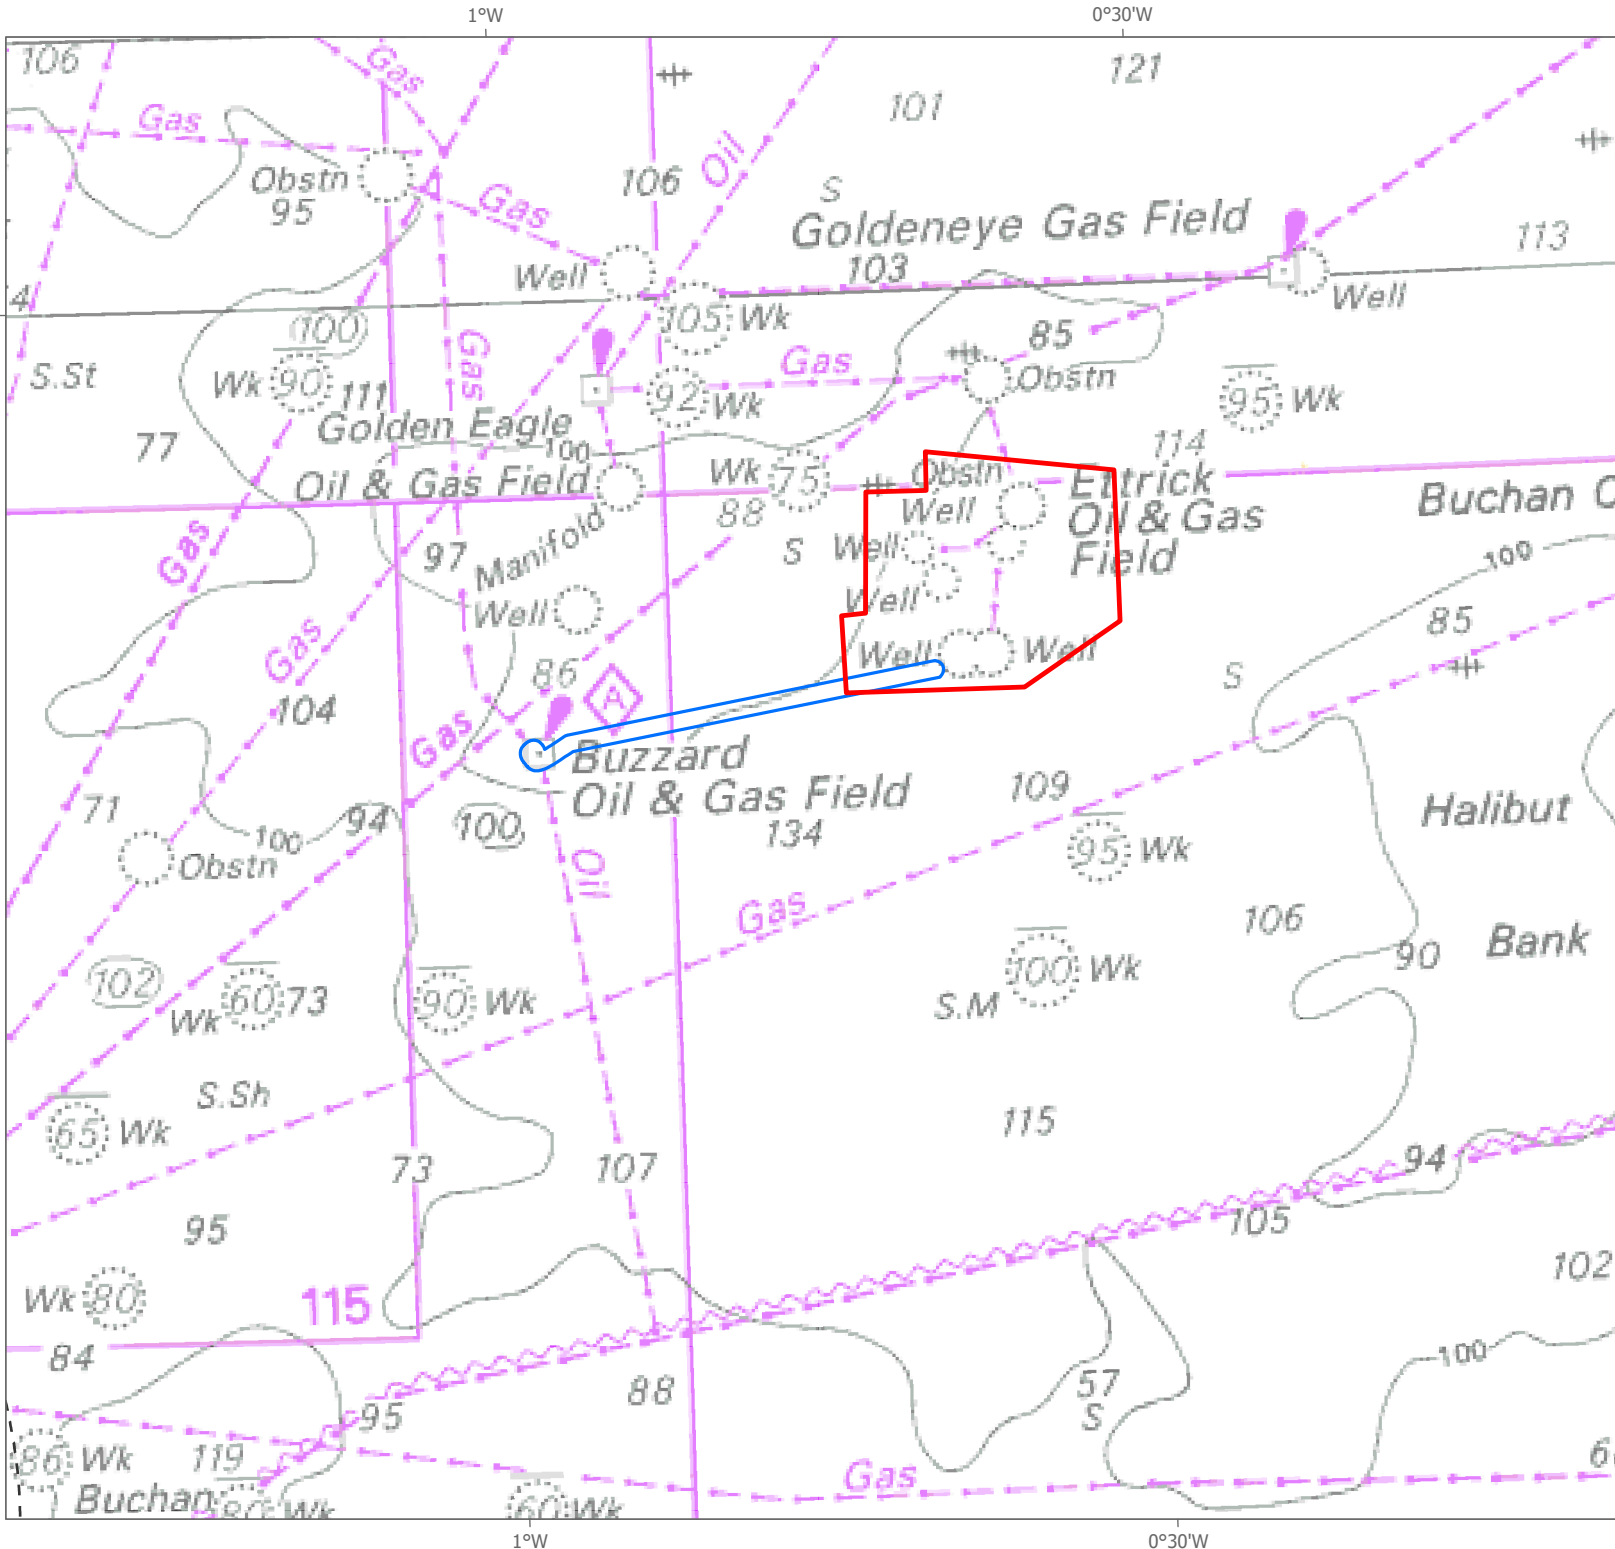 1°W
0°30'W
106
Gas
121
101
Gas
Oil
Obstn
95
106
Gas
S
Goldeneye Gas Field
113
Well
103
Well
4
(100)
105 Wk
85
Gas
Gas
S.St
Wk 90
111
92
Wk
Obstn
95 Wk
77
Golden Eagle
100
114
Oil & Gas Field
Wk 75
Obstn
Ettrick
Buchan
88
Well
Oil & Gas
Gas
97
Manifold
S
Well
Field
100
Well
Well
85
Gas
86
Well
Well
S
104
A
Gas
Buzzard
Oil & Gas Field
109
71
94
100
134
Halibut
100
Obstn
Oil
95 Wk
Gas
106
Bank
102
60
73
90 Wk
100 Wk
90
Wk
S.M
S.Sh
65 Wk
115
73
107
94
95
105
Wk 80
115
102
84
57
100
88
S
95
86 Wk
119
Gas
6
Buchan
80 Wk
60 Wk
1°W
0°30'W